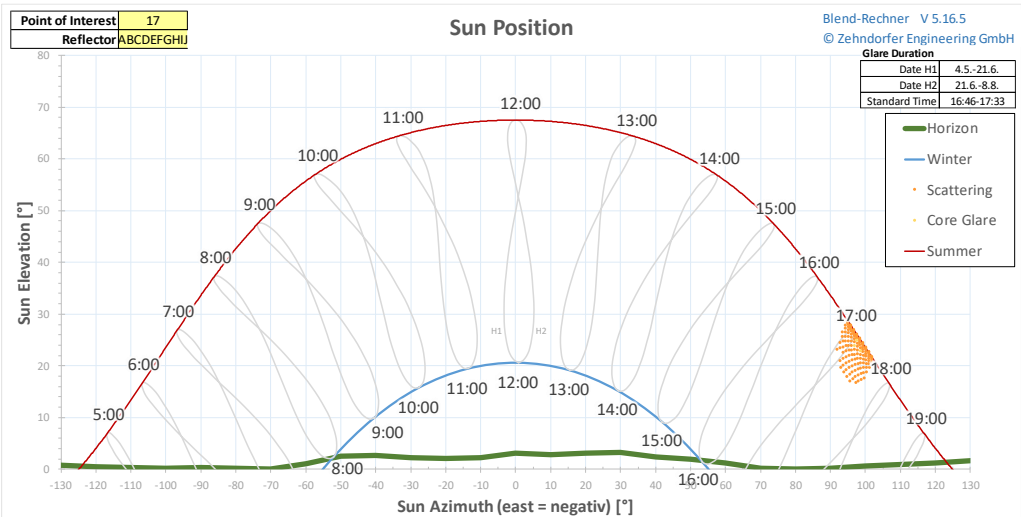 Point of Interest 17
Reflector ABCDEFGHIJ
Sun Position
Blend-Rechner V 5.16.5
© Zehndorfer Engineering GmbH
Glare Duration
Date H1 4.5.-21.6.
Date H2 21.6.-8.8.
Standard Time 16:46-17:33
Horizon
Winter
Scattering
Core Glare
Summer
Sun Elevation [°]
80
70
60
50
40
30
20
10
0
12:00
11:00 13:00
10:00 14:00
9:00 15:00
8:00 16:00
7:00 17:00
6:00 18:00
5:00 19:00
H1 H2
12:00
11:00 13:00
10:00 14:00
9:00 15:00
8:00 16:00
-130 -120 -110 -100 -90 -80 -70 -60 -50 -40 -30 -20 -10 0 10 20 30 40 50 60 70 80 90 100 110 120 130
Sun Azimuth (east = negativ) [°]